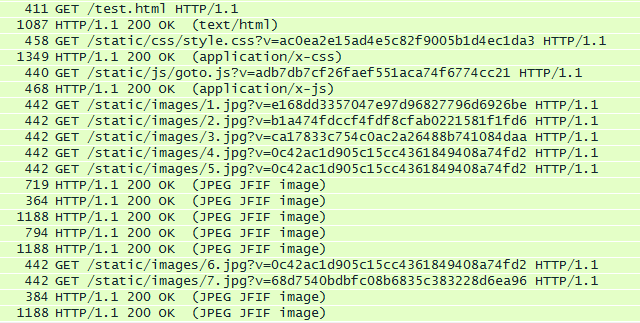 411 GET /test.html HTTP/1.1
1087 HTTP/1.1 200 OK (text/html)
458 GET /static/css/style.css?v=ac0ea2e15ad4e5c82f9005b1d4ec1da3 HTTP/1.1
1349 HTTP/1.1 200 OK (application/x-css)
440 GET /static/js/goto.js?v=adb7db7cf26faef551aca74f6774cc21 HTTP/1.1
468 HTTP/1.1 200 OK (application/x-js)
442 GET /static/images/1.jpg?v=e168dd3357047e97d96827796d6926be HTTP/1.1
442 GET /static/images/2.jpg?v=b1a474fdccf4fdf8cfab0221581f1fd6 HTTP/1.1
442 GET /static/images/3.jpg?v=ca17833c754c0ac2a26488b741084daa HTTP/1.1
442 GET /static/images/4.jpg?v=0c42ac1d905c15cc4361849408a74fd2 HTTP/1.1
442 GET /static/images/5.jpg?v=0c42ac1d905c15cc4361849408a74fd2 HTTP/1.1
719 HTTP/1.1 200 OK (JPEG JFIF image)
364 HTTP/1.1 200 OK (JPEG JFIF image)
1188 HTTP/1.1 200 OK (JPEG JFIF image)
794 HTTP/1.1 200 OK (JPEG JFIF image)
1188 HTTP/1.1 200 OK (JPEG JFIF image)
442 GET /static/images/6.jpg?v=0c42ac1d905c15cc4361849408a74fd2 HTTP/1.1
442 GET /static/images/7.jpg?v=68d7540bdbfc08b6835c383228d6ea96 HTTP/1.1
384 HTTP/1.1 200 OK (JPEG JFIF image)
1188 HTTP/1.1 200 OK (JPEG JFIF image)